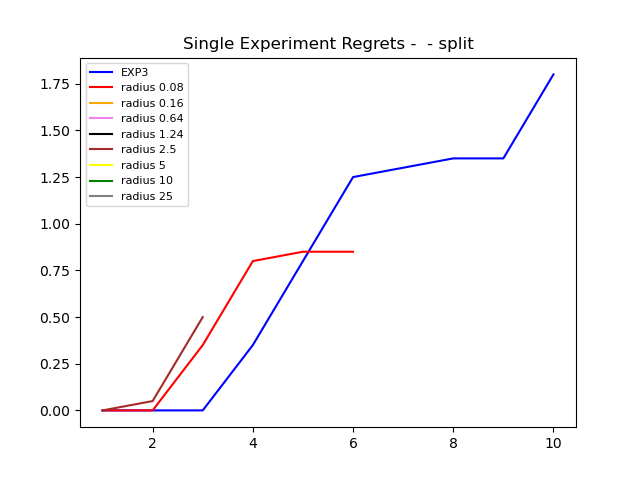 Single Experiment Regrets -  - split
EXP3
radius 0.08
radius 0.16
radius 0.64
radius 1.24
radius 2.5
radius 5
radius 10
radius 25
1.75
1.50
1.25
1.00
0.75
0.50
0.25
0.00
2 4 6 8 10